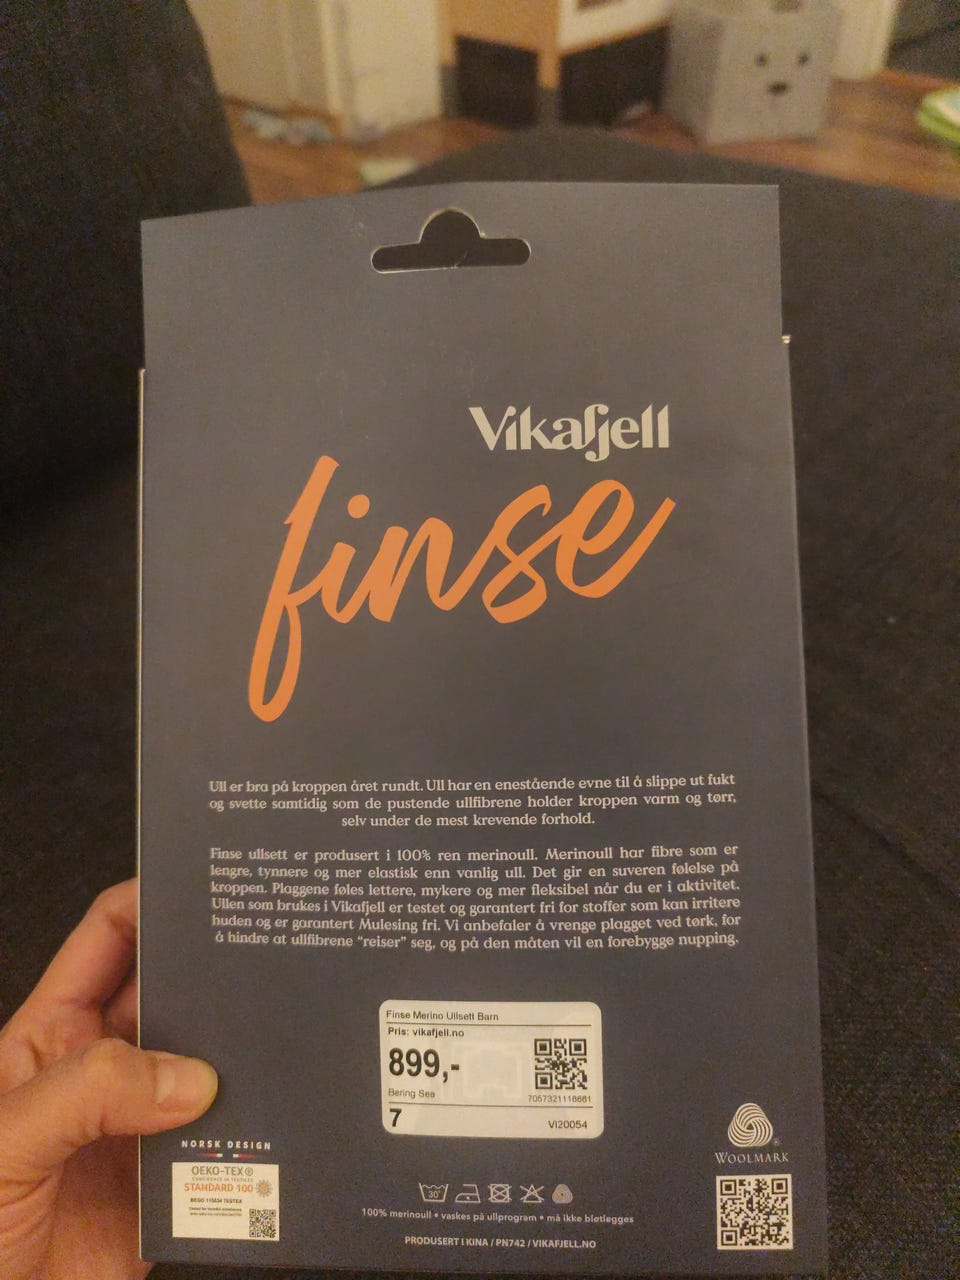 Vikafjell
finse
Ull er bra på kroppen året rundt. Ull har en enestående evne til å slippe ut fukt
og svette samtidig som de pustende ullfibrene holder kroppen varm og tørr,
selv under de mest krevende forhold.
Finse ullsett er produsert i 100% ren merinoull. Merinoull har fibre som er
lengre, tynnere og mer elastisk enn vanlig ull. Det gir en suveren følelse på
kroppen. Plaggene føles lettere, mykere og mer fleksibel når du er i aktivitet.
Ullen som brukes i Vikafjell er testet og garantert fri for stoffer som kan irritere
huden og er garantert Mulesing fri. Vi anbefaler å vrenge plagget ved tørk, for
å hindre at ullfibrene "reiser" seg, og på den måten vil en forebygge nupping.
Finse Merino Ullsett Barn
Pris: vikafjell.no
899,-
Bering Sea
7057321118661
7
VI20054
NORSK DESIGN
OEKO-TEX®
CONFIDENCE IN TEXTILES
STANDARD 100
WOOLMARK
30°
100% merinoull • vaskes på ullprogram • må ikke bløtlegges
PRODUSERT I KINA / PN742 / VIKAFJELL.NO